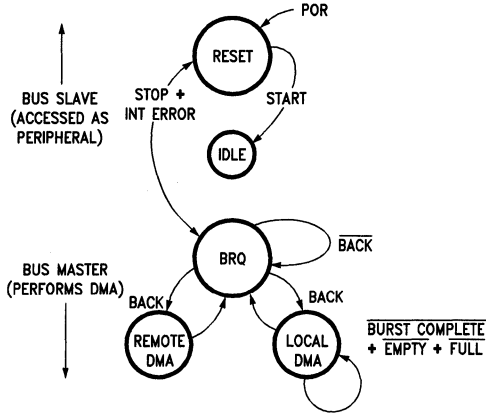 POR
RESET
BUS SLAVE
(ACCESSED AS
PERIPHERAL)
STOP +
INT ERROR
START
IDLE
BRQ
BACK
BUS MASTER
(PERFORMS DMA)
BACK
BACK
REMOTE
DMA
LOCAL
DMA
BURST COMPLETE
+ EMPTY + FULL